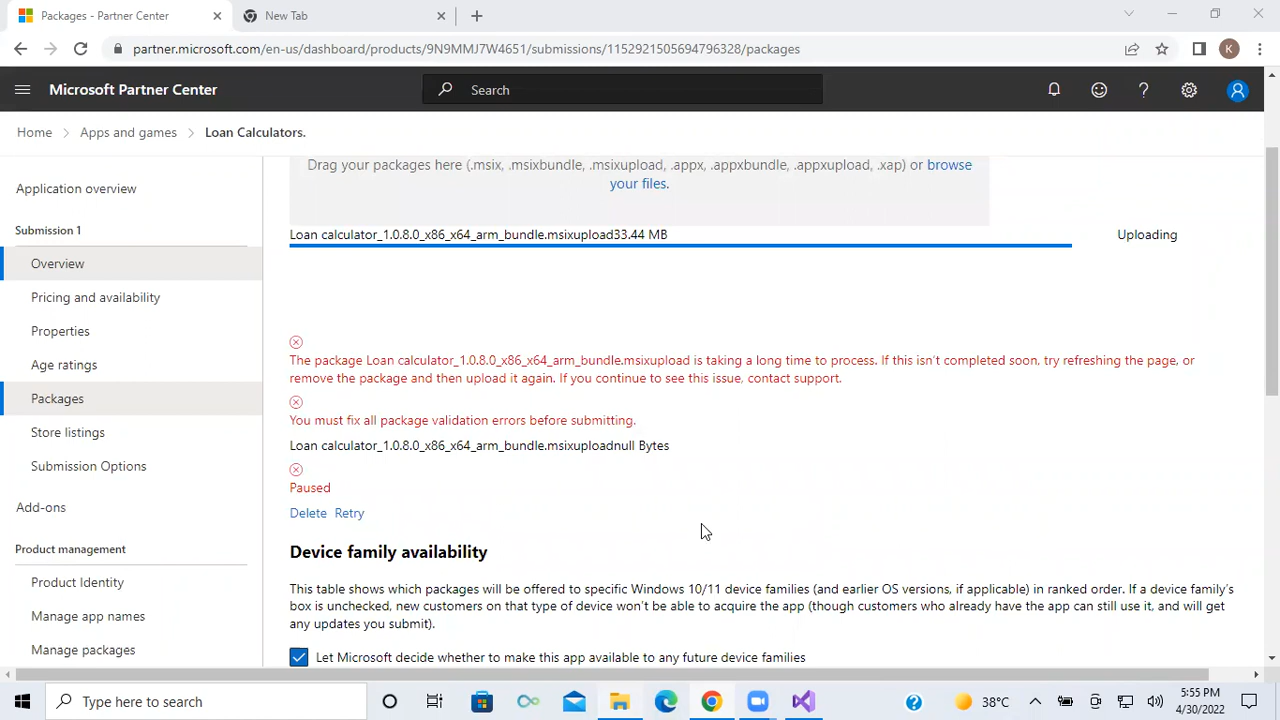 Packages - Partner Center
New Tab
partner.microsoft.com/en-us/dashboard/products/9N9MMJ7W4651/submissions/1152921505694796328/packages
K
Microsoft Partner Center
Search
Home
Apps and games
Loan Calculators.
Application overview
Submission 1
Overview
Pricing and availability
Properties
Age ratings
Packages
Store listings
Submission Options
Add-ons
Product management
Product Identity
Manage app names
Manage packages
Drag your packages here (.msix, .msixbundle, .msixupload, .appx, .appxbundle, .appxupload, .xap) or browse
your files.
Loan calculator_1.0.8.0_x86_x64_arm_bundle.msixupload33.44 MB
Uploading
The package Loan calculator_1.0.8.0_x86_x64_arm_bundle.msixupload is taking a long time to process. If this isn't completed soon, try refreshing the page, or
remove the package and then upload it again. If you continue to see this issue, contact support.
You must fix all package validation errors before submitting.
Loan calculator_1.0.8.0_x86_x64_arm_bundle.msixuploadnull Bytes
Paused
Delete Retry
Device family availability
This table shows which packages will be offered to specific Windows 10/11 device families (and earlier OS versions, if applicable) in ranked order. If a device family's
box is unchecked, new customers on that type of device won't be able to acquire the app (though customers who already have the app can still use it, and will get
any updates you submit).
Let Microsoft decide whether to make this app available to any future device families
Type here to search
38°C
5:55 PM
4/30/2022